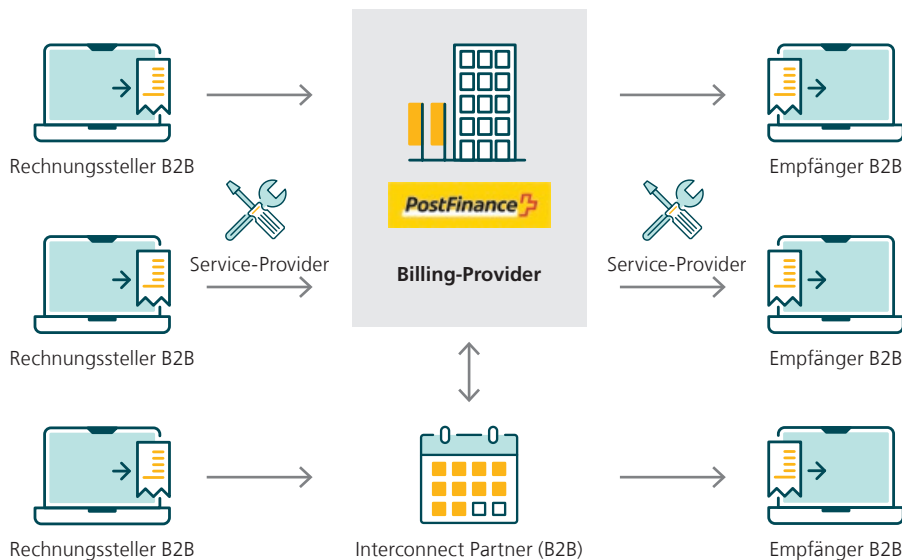 Rechnungssteller B2B
PostFinance
Billing-Provider
Empfänger B2B
Service-Provider
Service-Provider
Rechnungssteller B2B
Empfänger B2B
Rechnungssteller B2B
Interconnect Partner (B2B)
Empfänger B2B